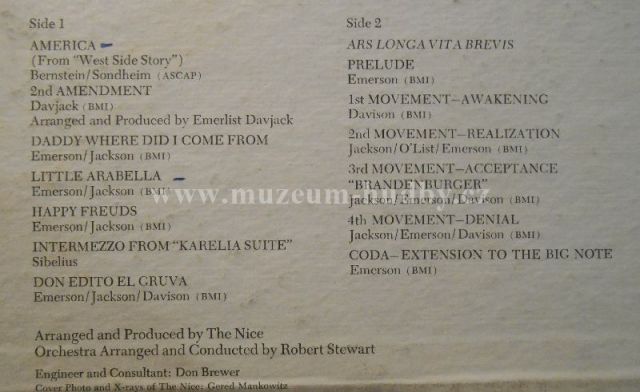 Side 1
AMERICA
(From "West Side Story")
Bernstein/Sondheim (ASCAP)
2nd AMENDMENT
Davjack (BMI)
Arranged and Produced by Emerlist Davjack
DADDY WHERE DID I COME FROM
Emerson/Jackson (BMI)
LITTLE ARABELLA
Emerson/Jackson (BMI)
HAPPY FREUDS
Emerson/Jackson (BMI)
INTERMEZZO FROM "KARELIA SUITE"
Sibelius
DON EDITO EL GRUVA
Emerson/Jackson/Davison (BMI)
Side 2
ARS LONGA VITA BREVIS
PRELUDE
Emerson (BMI)
1st MOVEMENT—AWAKENING
Davison (BMI)
2nd MOVEMENT—REALIZATION
Jackson/O'List/Emerson (BMI)
3rd MOVEMENT—ACCEPTANCE
"BRANDENBURGER"
Jackson/Emerson/Davison (BMI)
4th MOVEMENT—DENIAL
Jackson/Emerson/Davison (BMI)
CODA—EXTENSION TO THE BIG NOTE
Emerson (BMI)
Arranged and Produced by The Nice
Orchestra Arranged and Conducted by Robert Stewart
Engineer and Consultant: Don Brewer
Cover Photo and X-rays of The Nice: Gered Mankowitz
www.muzeum-hudby.cz